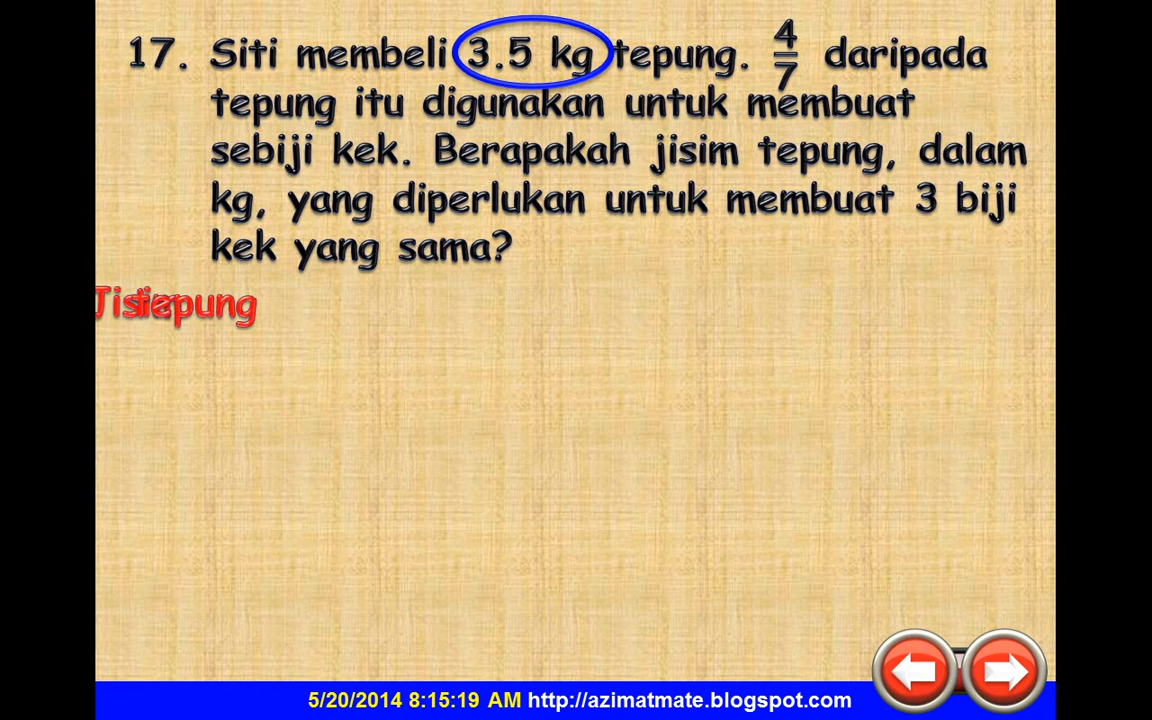 17. Siti membeli 3.5 kg tepung. 4/7 daripada
tepung itu digunakan untuk membuat
sebiji kek. Berapakah jisim tepung, dalam
kg, yang diperlukan untuk membuat 3 biji
kek yang sama?
tepung
5/20/2014 8:15:19 AM http://azimatmate.blogspot.com